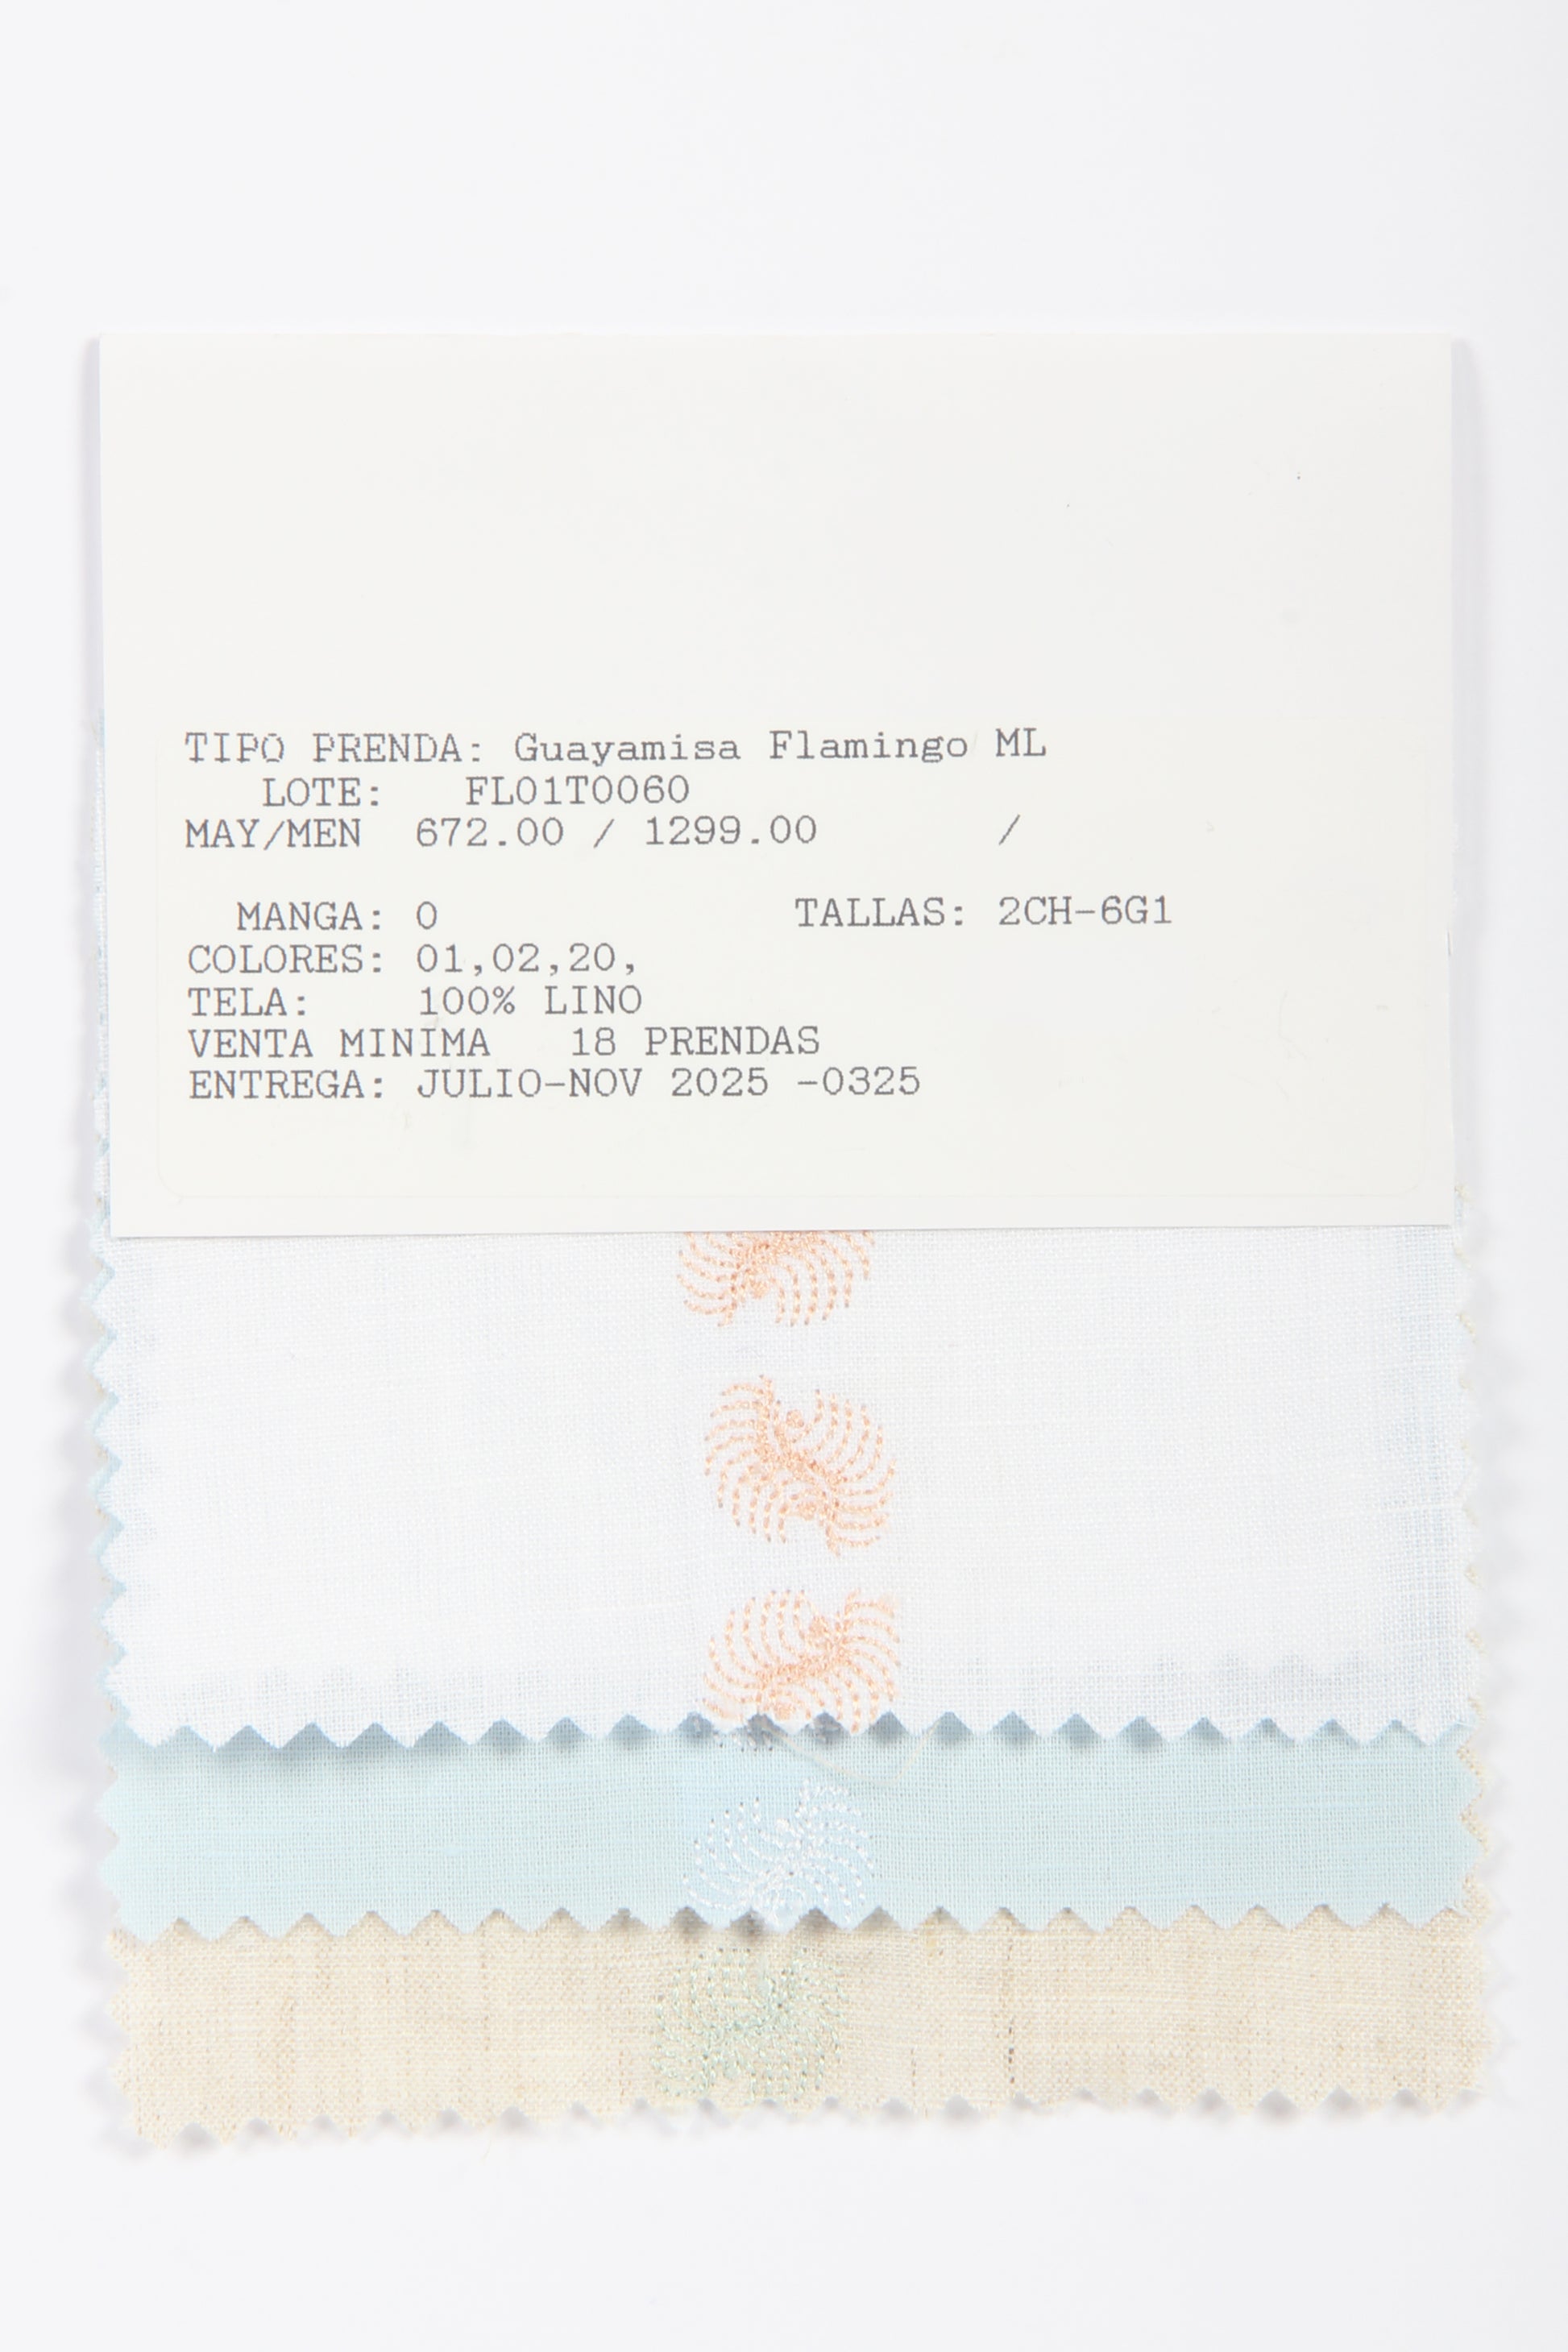 TIPO PRENDA: Guayamisa Flamingo ML
LOTE: FL01T0060
MAY/MEN 672.00 / 1299.00 /
MANGA: 0 TALLAS: 2CH-6G1
COLORES: 01,02,20,
TELA: 100% LINO
VENTA MINIMA 18 PRENDAS
ENTREGA: JULIO-NOV 2025 -0325